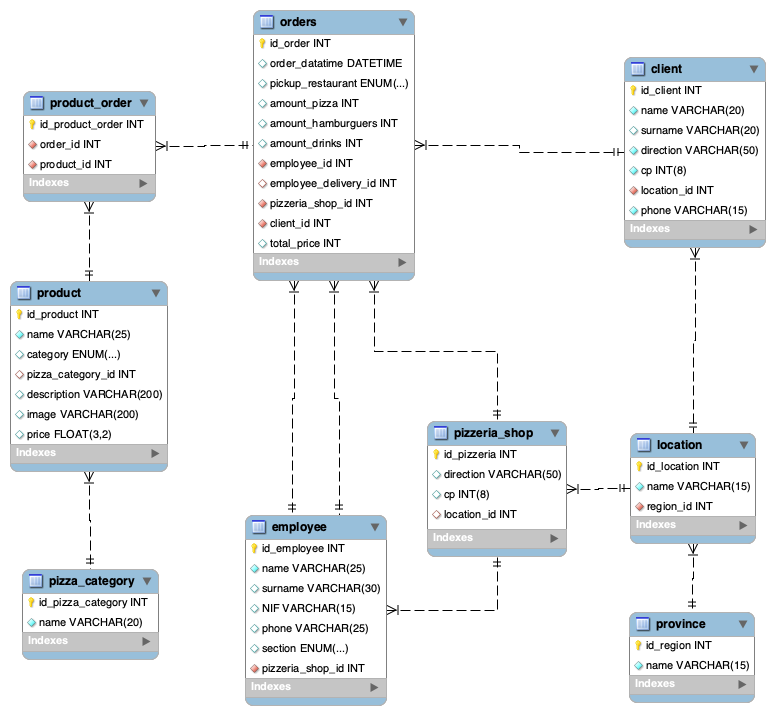 orders
id_order INT
order_datatime DATETIME
pickup_restaurant ENUM(...)
amount_pizza INT
amount_hamburguers INT
amount_drinks INT
employee_id INT
employee_delivery_id INT
pizzeria_shop_id INT
client_id INT
total_price INT
Indexes
client
id_client INT
name VARCHAR(20)
surname VARCHAR(20)
direction VARCHAR(50)
cp INT(8)
location_id INT
phone VARCHAR(15)
Indexes
product_order
id_product_order INT
order_id INT
product_id INT
Indexes
product
id_product INT
name VARCHAR(25)
category ENUM(...)
pizza_category_id INT
description VARCHAR(200)
image VARCHAR(200)
price FLOAT(3,2)
Indexes
pizzeria_shop
id_pizzeria INT
direction VARCHAR(50)
cp INT(8)
location_id INT
Indexes
location
id_location INT
name VARCHAR(15)
region_id INT
Indexes
employee
id_employee INT
name VARCHAR(25)
surname VARCHAR(30)
NIF VARCHAR(15)
phone VARCHAR(25)
section ENUM(...)
pizzeria_shop_id INT
Indexes
pizza_category
id_pizza_category INT
name VARCHAR(20)
Indexes
province
id_region INT
name VARCHAR(15)
Indexes